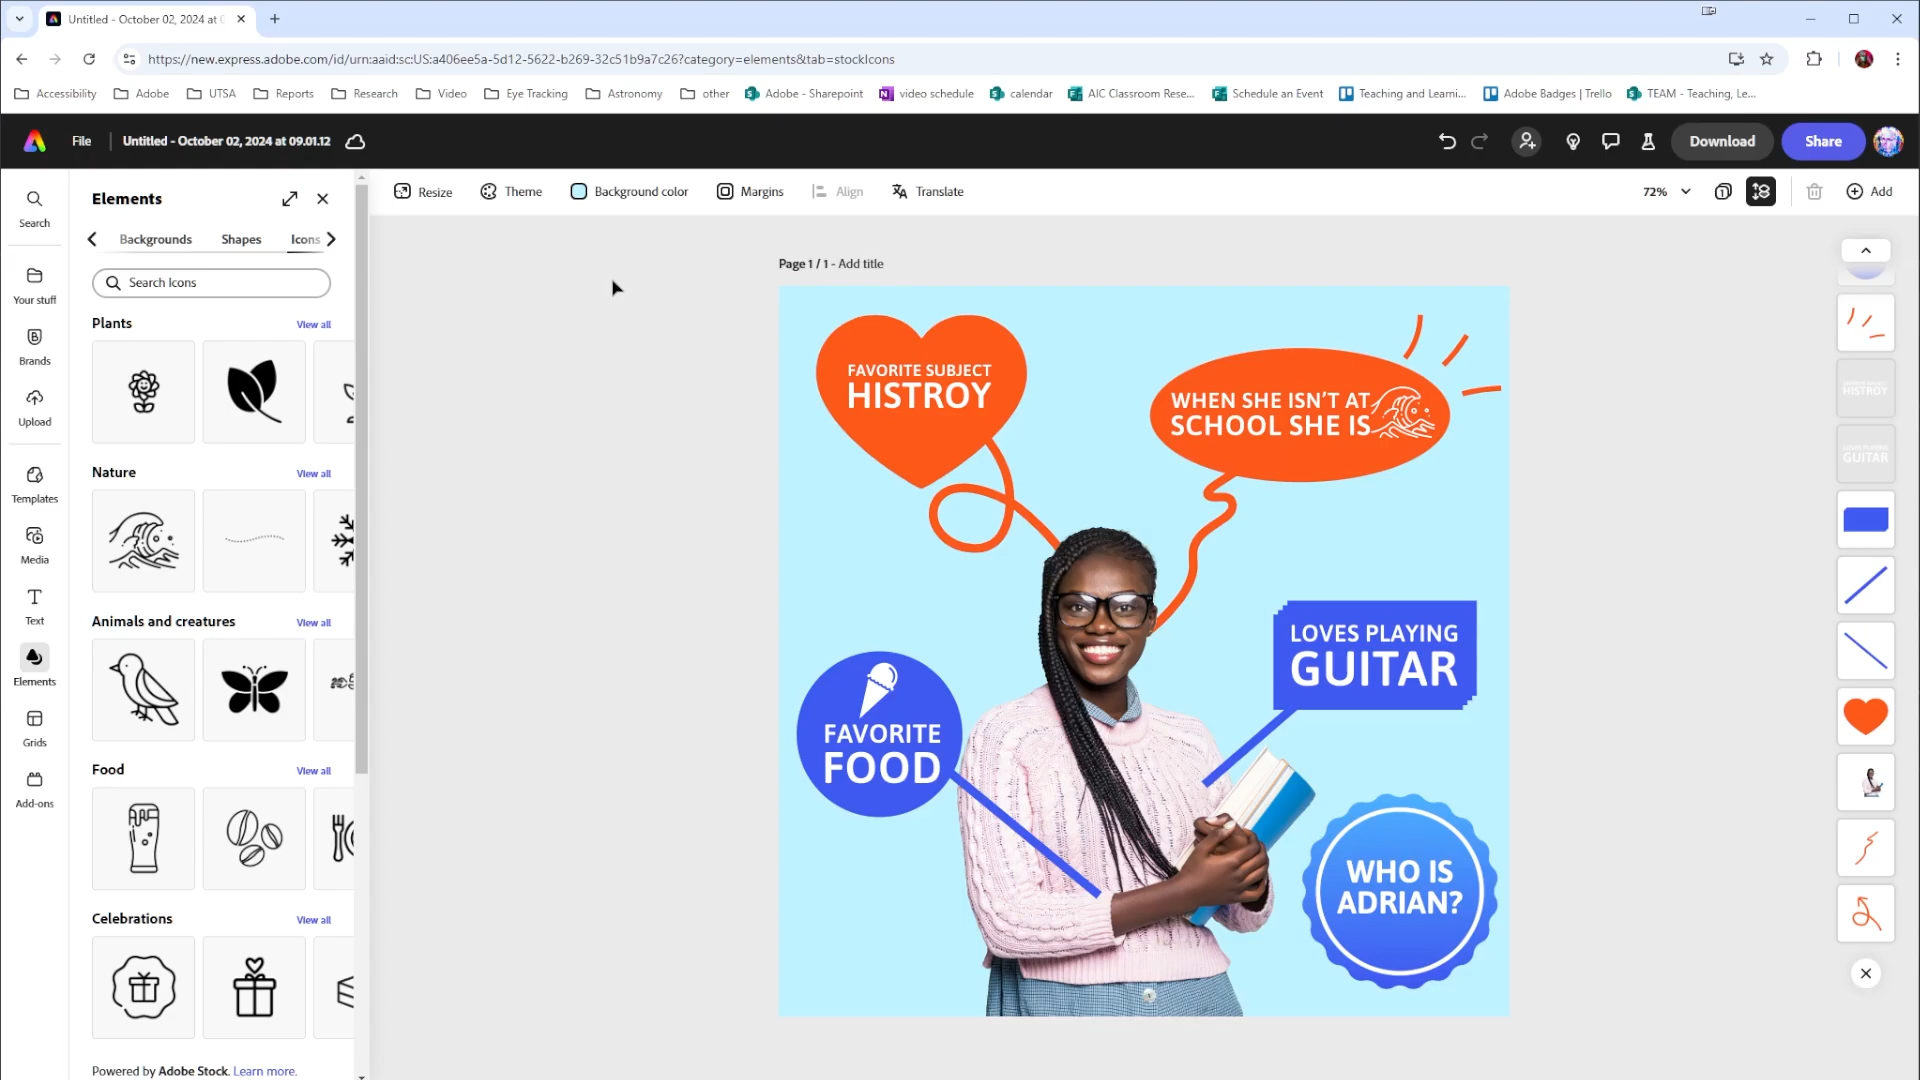 Untitled - October 02, 2024 at 0
https://new.express.adobe.com/id/urn:aaid:sc:US:a406ee5a-5d12-5622-b269-32c51b9a7c26?category=elements&tab=stockIcons
Accessibility Adobe UTSA Reports Research Video Eye Tracking Astronomy other Adobe - Sharepoint video schedule calendar AIC Classroom Rese... Schedule an Event Teaching and Learni... Adobe Badges | Trello TEAM - Teaching, Le...
File Untitled - October 02, 2024 at 09.01.12 Download Share
Resize Theme Background color Margins Align Translate 72% 1 Add
Search
Your stuff
B
Brands
Upload
Templates
Media
T
Text
Elements
Grids
Add-ons
Elements
Backgrounds Shapes Icons
Search Icons
Plants View all
Nature View all
Animals and creatures View all
Food View all
Celebrations View all
Powered by Adobe Stock. Learn more.
Page 1 / 1 - Add title
FAVORITE SUBJECT
HISTROY
WHEN SHE ISN'T AT
SCHOOL SHE IS
LOVES PLAYING
GUITAR
FAVORITE
FOOD
WHO IS
ADRIAN?
HISTROY
LOVES PLAYING
GUITAR